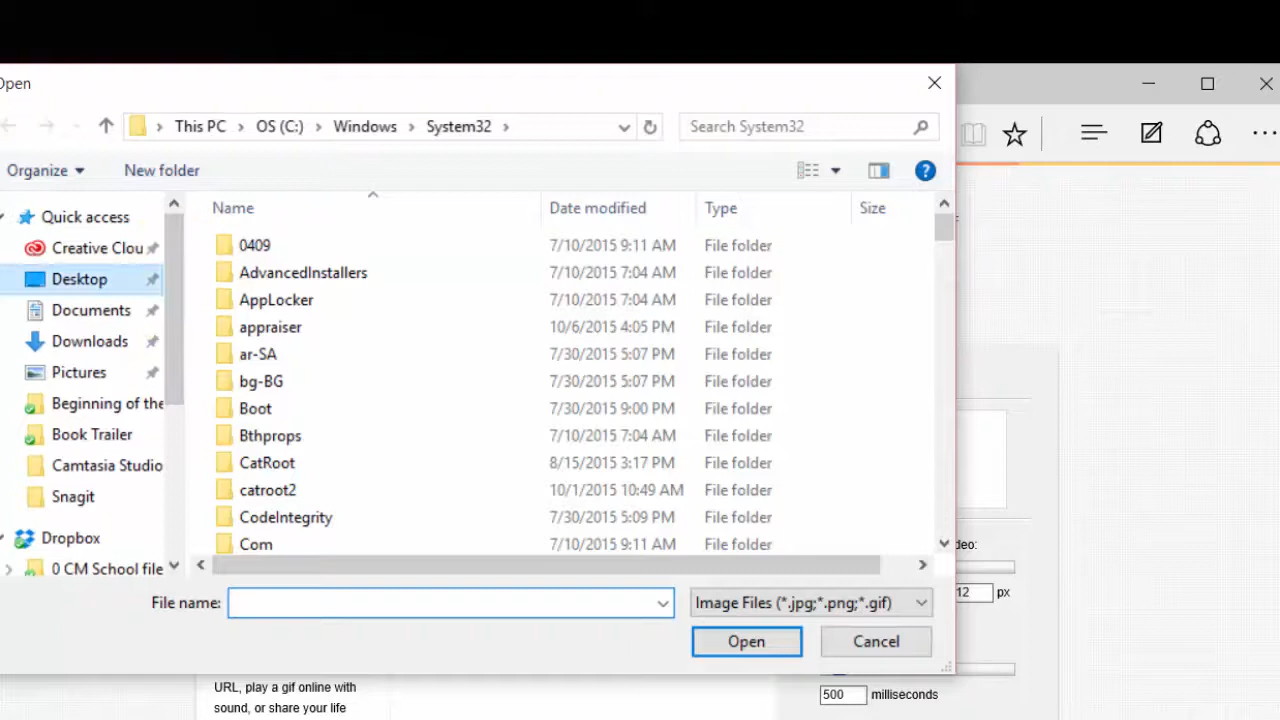 Open
This PC > OS (C:) > Windows > System32 >
Search System32
Organize
New folder
Quick access
Creative Clou
Desktop
Documents
Downloads
Pictures
Beginning of the
Book Trailer
Camtasia Studio
Snagit
Dropbox
0 CM School file
Name Date modified Type Size
0409 7/10/2015 9:11 AM File folder
AdvancedInstallers 7/10/2015 7:04 AM File folder
AppLocker 7/10/2015 7:04 AM File folder
appraiser 10/6/2015 4:05 PM File folder
ar-SA 7/30/2015 5:07 PM File folder
bg-BG 7/30/2015 5:07 PM File folder
Boot 7/30/2015 9:00 PM File folder
Bthprops 7/10/2015 7:04 AM File folder
CatRoot 8/15/2015 3:17 PM File folder
catroot2 10/1/2015 10:49 AM File folder
CodeIntegrity 7/30/2015 5:09 PM File folder
Com 7/10/2015 9:11 AM File folder
File name:
Image Files (*.jpg;*.png;*.gif)
Open
Cancel
deo:
12 px
URL, play a gif online with
sound, or share your life
500 milliseconds